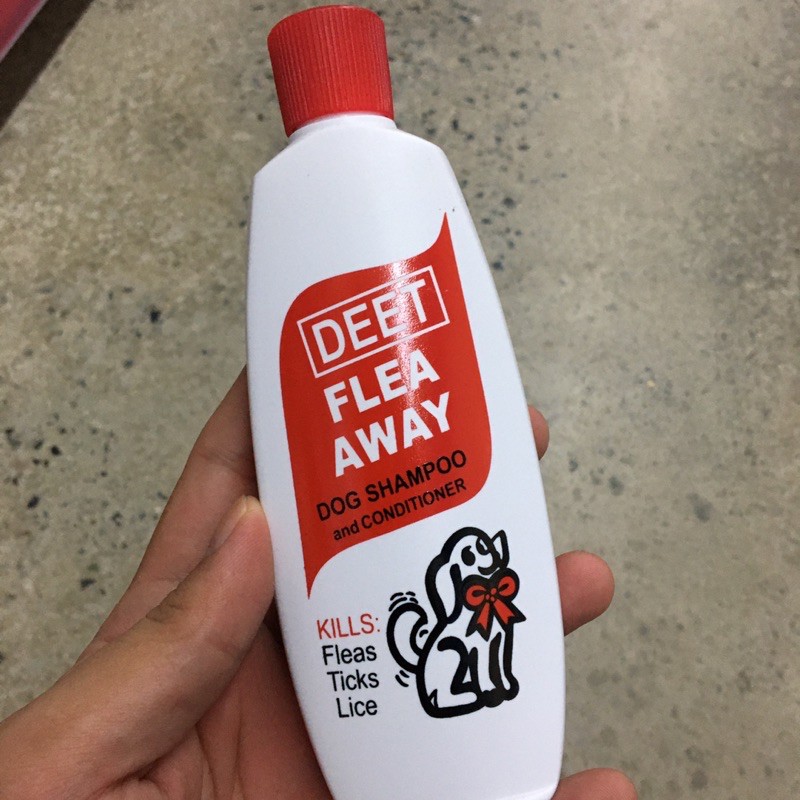 DEET
FLEA
AWAY
DOG SHAMPOO
and CONDITIONER
KILLS:
Fleas
Ticks
Lice